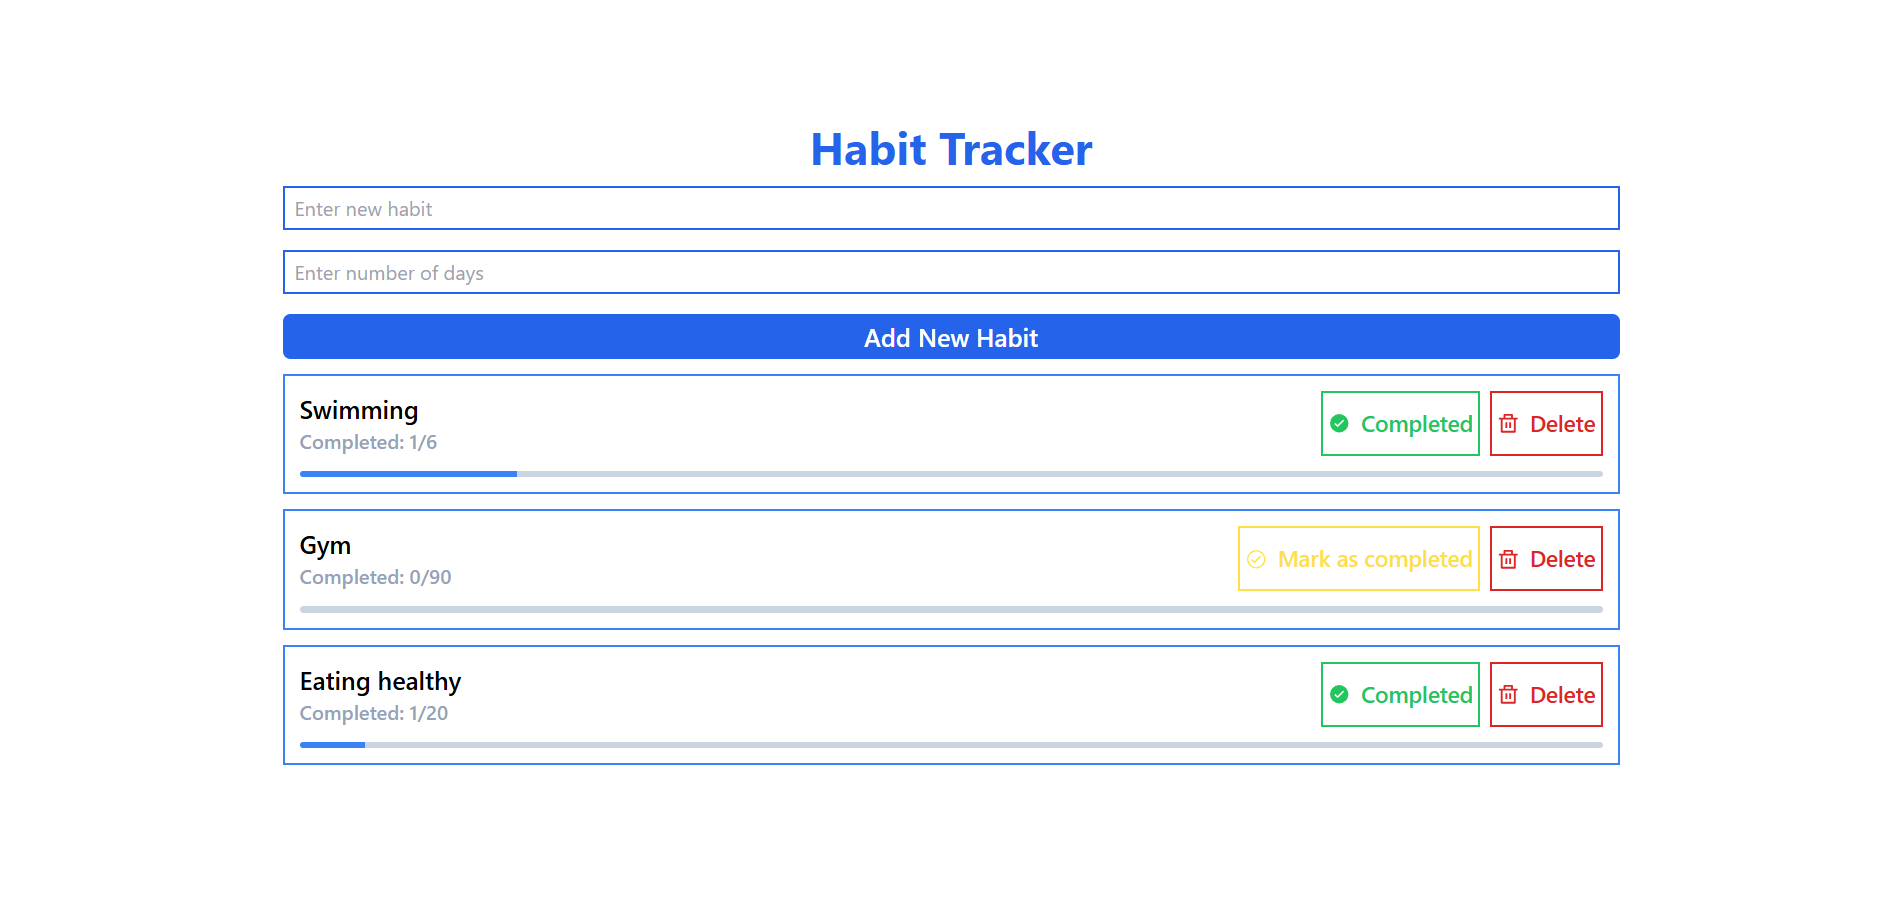 Habit Tracker
Enter new habit
Enter number of days
Add New Habit
Swimming
Completed: 1/6
Completed
Delete
Gym
Completed: 0/90
Mark as completed
Delete
Eating healthy
Completed: 1/20
Completed
Delete